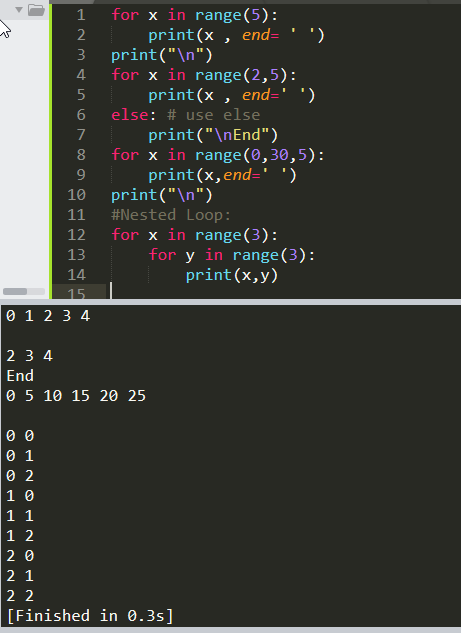 1 for x in range(5):
2     print(x , end= ' ')
3 print("\n")
4 for x in range(2,5):
5     print(x , end=' ')
6 else: # use else
7     print("\nEnd")
8 for x in range(0,30,5):
9     print(x,end=' ')
10 print("\n")
11 #Nested Loop:
12 for x in range(3):
13     for y in range(3):
14         print(x,y)
15
0 1 2 3 4
2 3 4
End
0 5 10 15 20 25
0 0
0 1
0 2
1 0
1 1
1 2
2 0
2 1
2 2
[Finished in 0.3s]